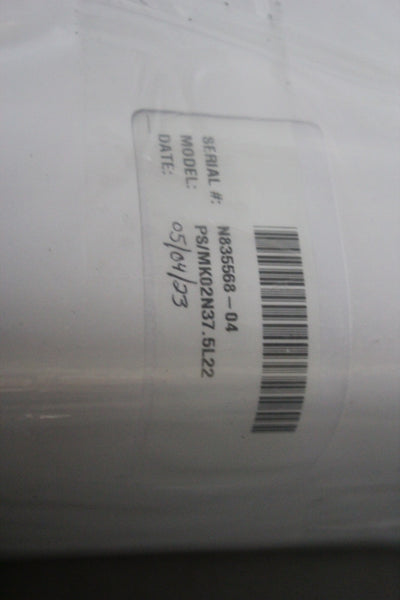 SERIAL #: N835568-04
MODEL: PS/MK02N37.5L22
DATE: 05/04/23